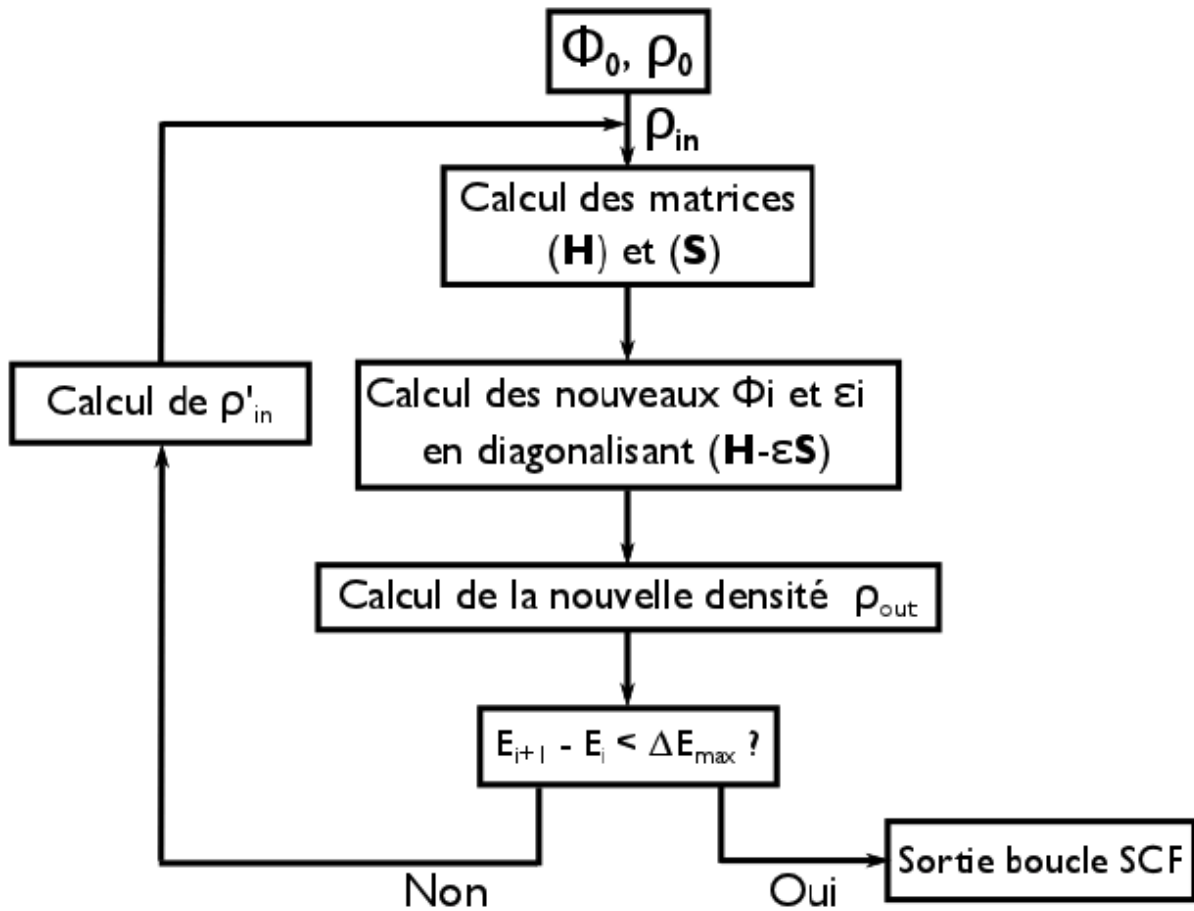 Φ₀, ρ₀
ρin
Calcul des matrices
(H) et (S)
Calcul de ρ'in
Calcul des nouveaux Φi et εi
en diagonalisant (H-εS)
Calcul de la nouvelle densité ρout
Ei+1 - Ei < ΔEmax ?
Non
Oui
Sortie boucle SCF